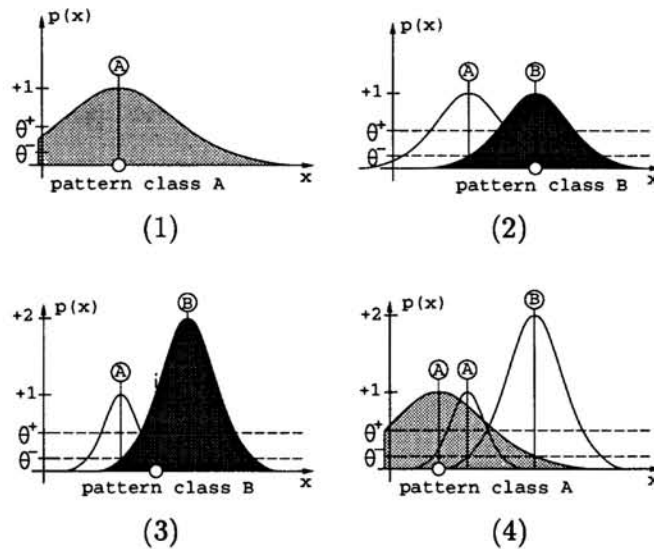 p(x)
A
+1
θ+
θ-
x
pattern class A
(1)
p(x)
A B
+1
θ+
θ-
x
pattern class B
(2)
p(x)
+2
B
A
i
+1
θ+
θ-
x
pattern class B
(3)
p(x)
+2
B
A A
+1
θ+
θ-
x
pattern class A
(4)